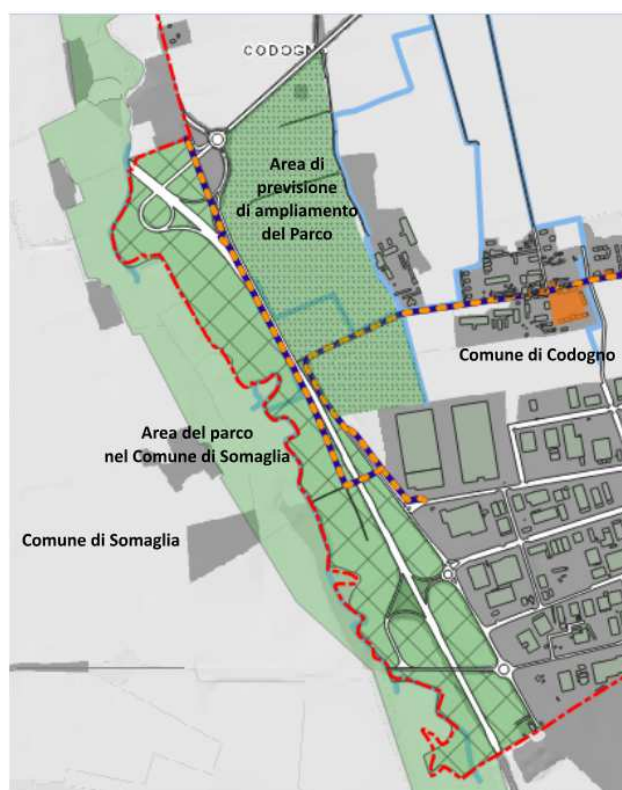 CODOGN
Area di
previsione
di ampliamento
del Parco
Comune di Codogno
Area del parco
nel Comune di Somaglia
Comune di Somaglia